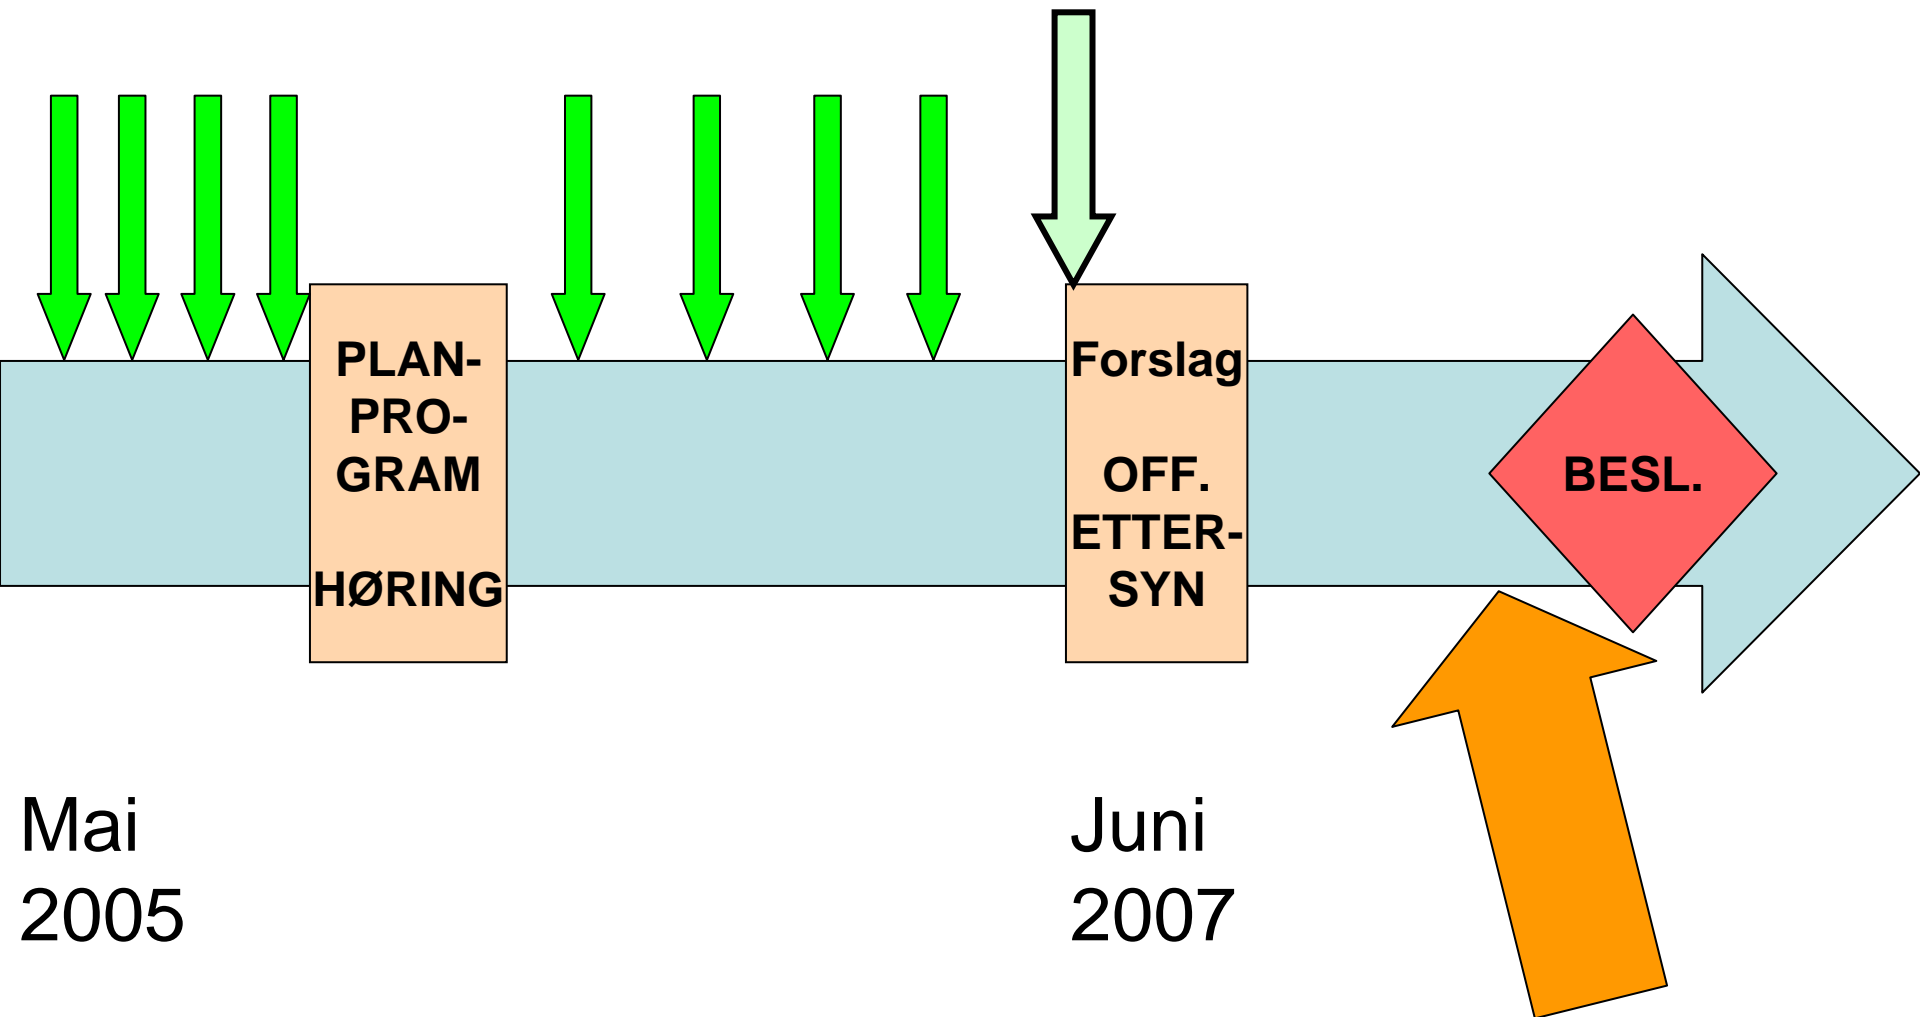 PLAN-
PRO-
GRAM
HØRING
Forslag
OFF.
ETTER-
SYN
BESL.
Mai
2005
Juni
2007